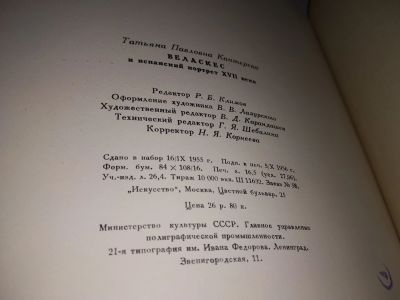 Татьяна Павловна Каптерева
ВЕЛАСКЕС
и испанский портрет XVII века
Редактор Р. Б. Климов
Оформление художника В. В. Лазурского
Художественный редактор В. Д. Карандашов
Технический редактор Г. Я. Шебалина
Корректор Н. Я. Корнеева
Сдано в набор 16/IX 1955 г. Подп. в печ. 5/X 1956 г.
Форм. бум. 84 × 108/16. Печ. л. 16,5 (усл. 27,06).
Уч.-изд. л. 26,4. Тираж 10 000 экз. Ш 11632. Заказ № 98.
„Искусство“, Москва, Цветной бульвар, 25
Цена 26 р. 80 к.
Министерство культуры СССР. Главное управление
полиграфической промышленности.
21-я типография им. Ивана Федорова, Ленинград,
Звенигородская, 11.